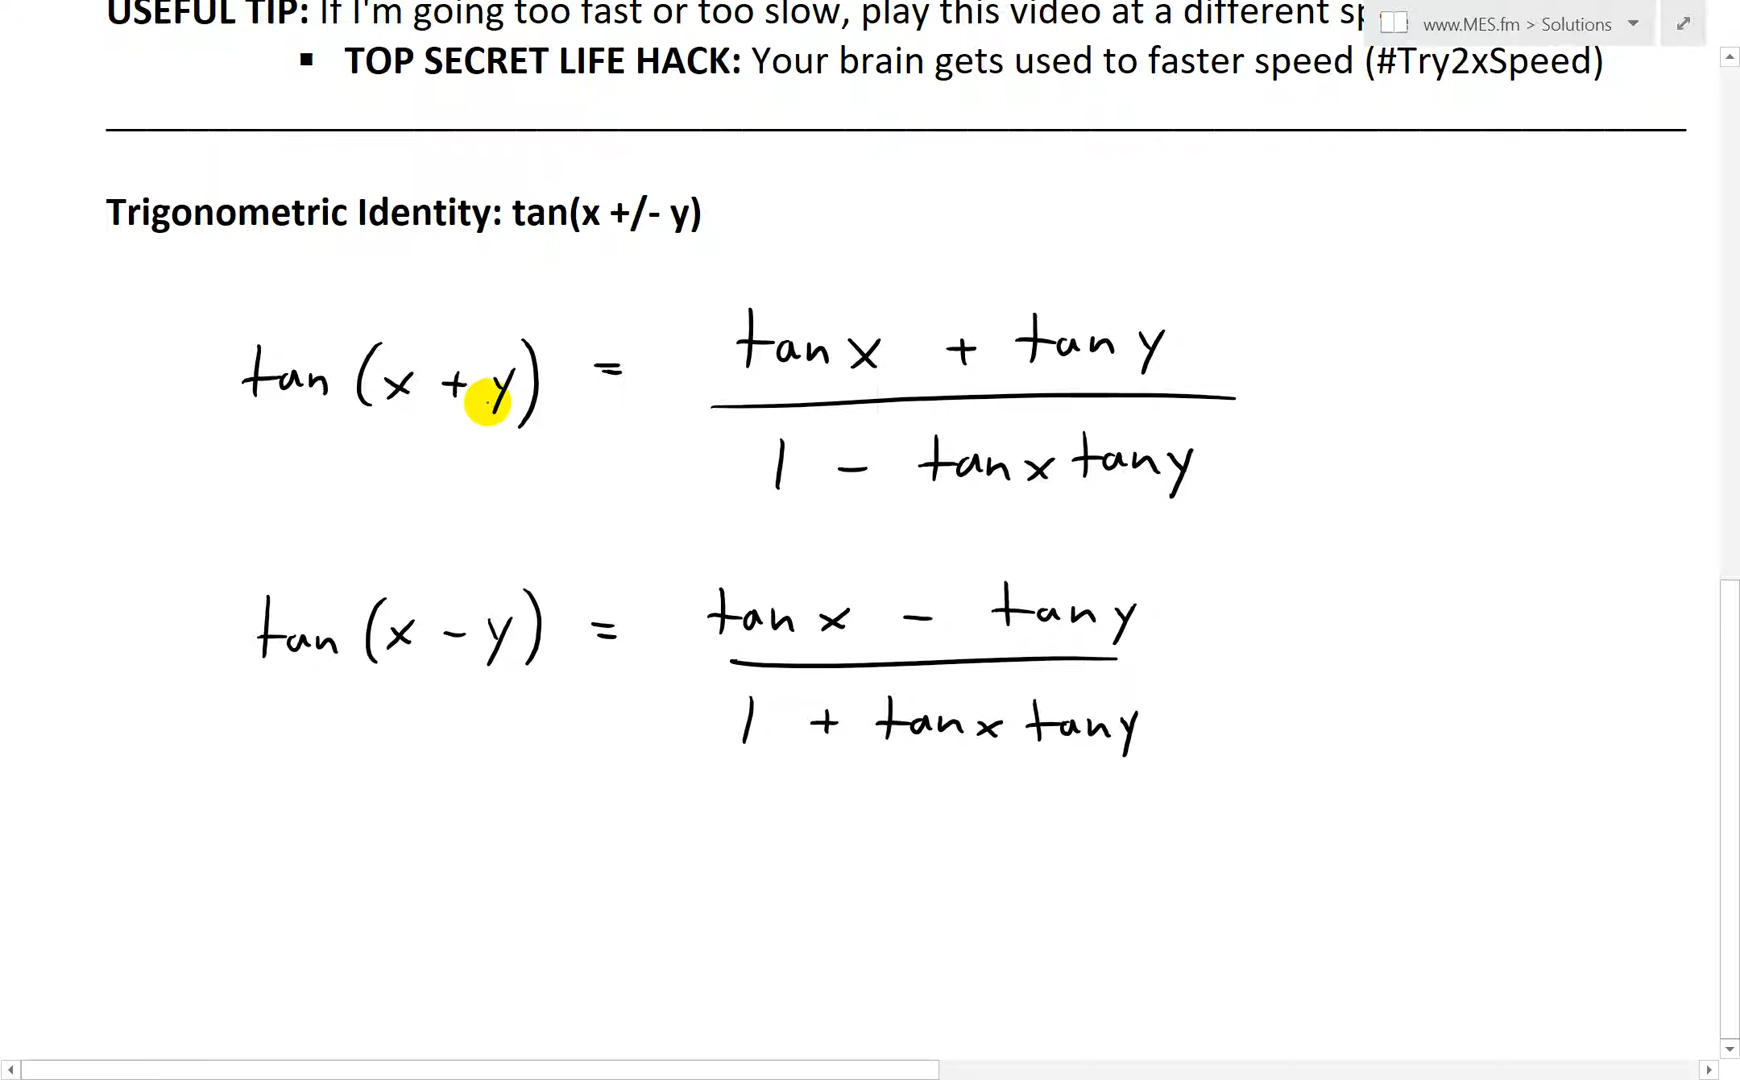 USEFUL TIP: If I'm going too fast or too slow, play this video at a different
www.MES.fm > Solutions
▪ TOP SECRET LIFE HACK: Your brain gets used to faster speed (#Try2xSpeed)
Trigonometric Identity: tan(x +/- y)
tan (x + y) = tan x + tan y
1 - tan x tan y
tan (x - y) = tan x - tan y
1 + tan x tan y